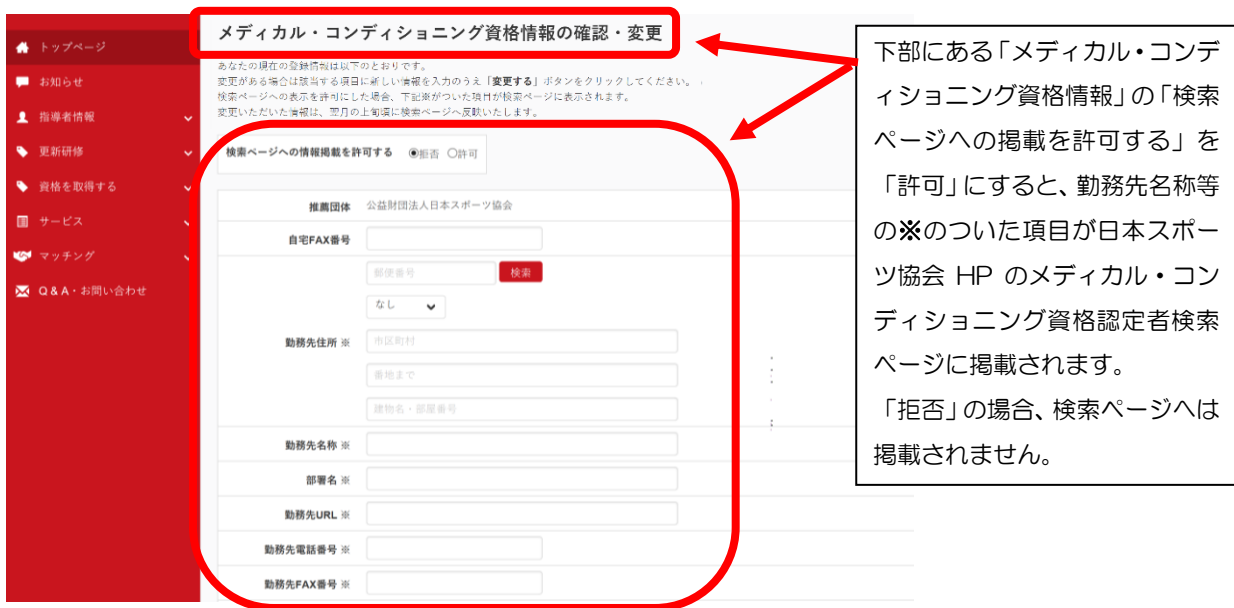 トップページ
お知らせ
指導者情報
更新研修
資格を取得する
サービス
マッチング
Q&A・お問い合わせ
メディカル・コンディショニング資格情報の確認・変更
あなたの現在の登録情報は以下のとおりです。
変更がある場合は該当する項目に新しい情報を入力のうえ「変更する」ボタンをクリックしてください。
検索ページへの表示を許可にした場合、下記※がついた項目が検索ページに表示されます。
変更いただいた情報は、翌月の上旬頃に検索ページへ反映いたします。
検索ページへの情報掲載を許可する 拒否 許可
推薦団体 公益財団法人日本スポーツ協会
自宅FAX番号
郵便番号 検索
なし
勤務先住所 ※ 市区町村
番地まで
建物名・部屋番号
勤務先名称 ※
部署名 ※
勤務先URL ※
勤務先電話番号 ※
勤務先FAX番号 ※
下部にある「メディカル・コンデ
ィショニング資格情報」の「検索
ページへの掲載を許可する」を
「許可」にすると、勤務先名称等
の※のついた項目が日本スポー
ツ協会 HP のメディカル・コン
ディショニング資格認定者検索
ページに掲載されます。
「拒否」の場合、検索ページへは
掲載されません。